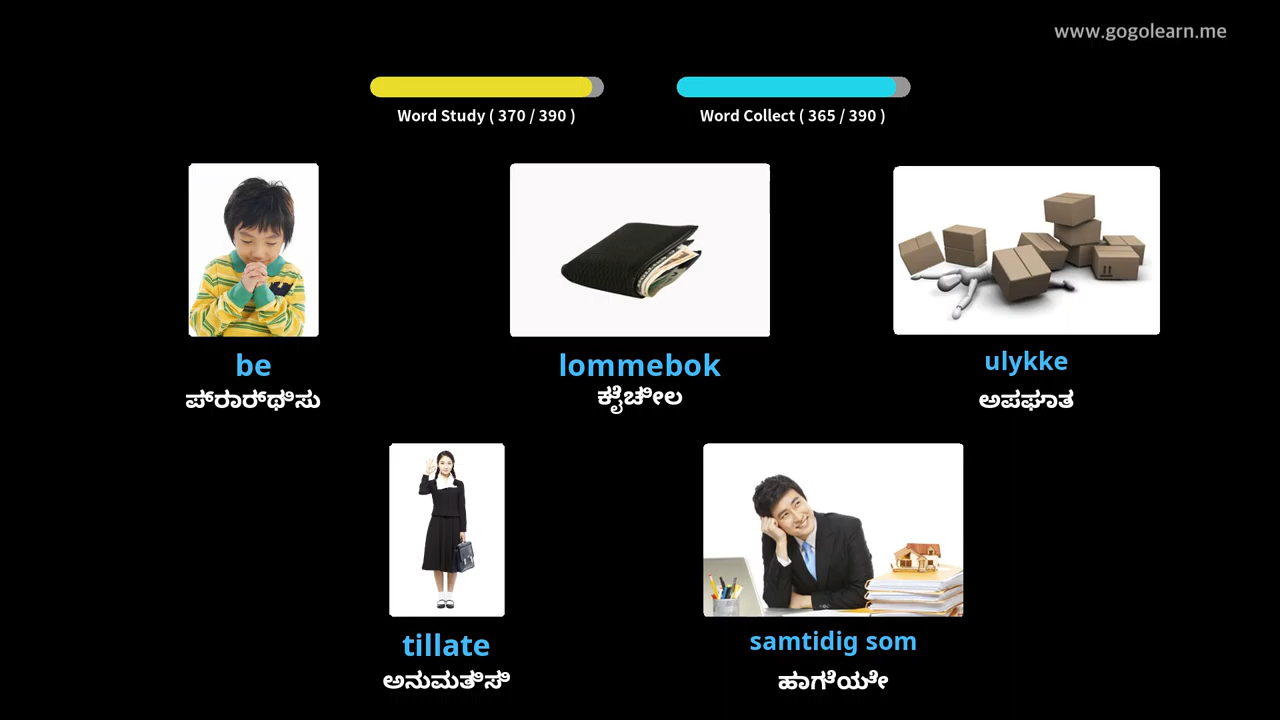 www.gogolearn.me
Word Study ( 370 / 390 )
Word Collect ( 365 / 390 )
be
lommebok
ulykke
ಪ್ರಾರ್ಥಿಸು
ಕೈಚೀಲ
ಅಪಘಾತ
tillate
samtidig som
ಅನುಮತಿಸಿ
ಹಾಗೆಯೇ